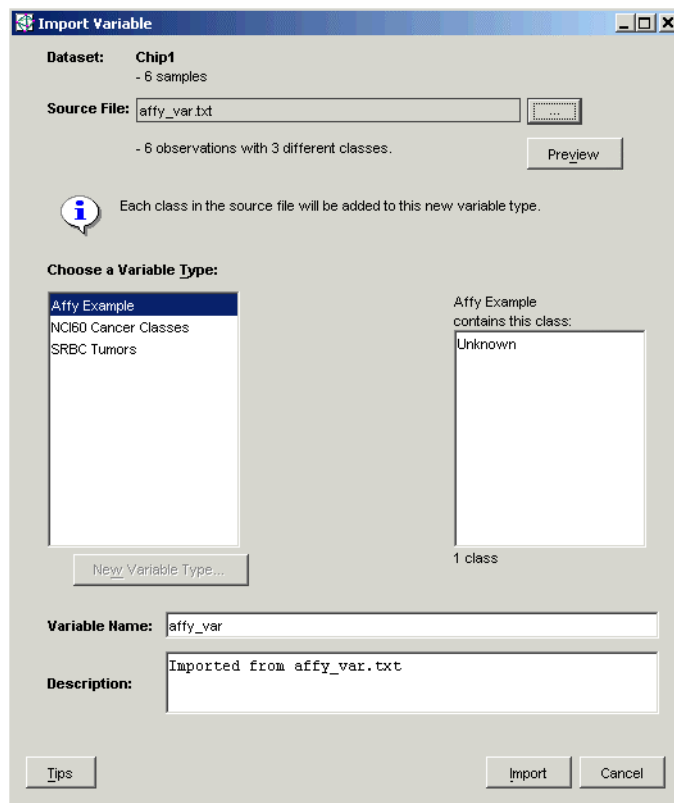 Import Variable
Dataset: Chip1
- 6 samples
Source File: affy_var.txt ...
- 6 observations with 3 different classes.
Preview
Each class in the source file will be added to this new variable type.
Choose a Variable Type:
Affy Example
NCI60 Cancer Classes
SRBC Tumors
Affy Example
contains this class:
Unknown
1 class
New Variable Type...
Variable Name: affy_var
Description: Imported from affy_var.txt
Tips Import Cancel